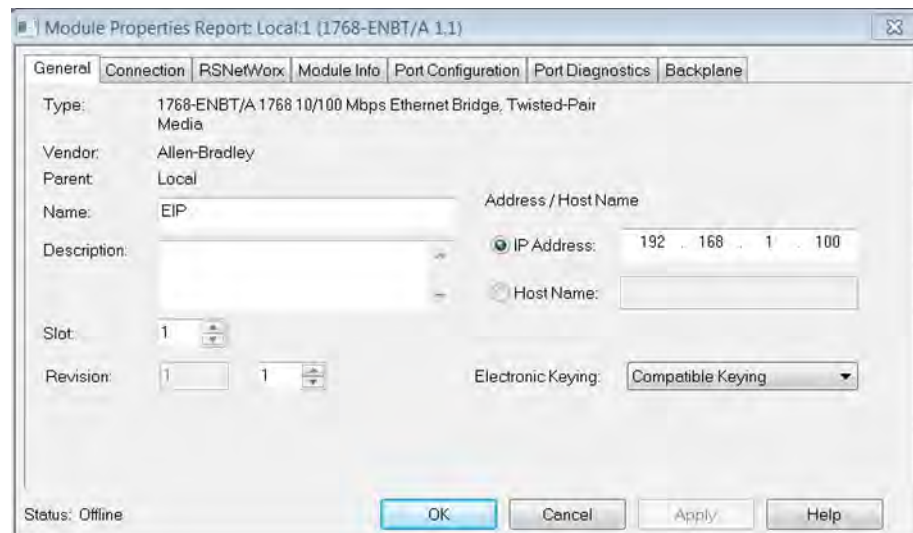 Module Properties Report: Local:1 (1768-ENBT/A 1.1)
General Connection RSNetWorx Module Info Port Configuration Port Diagnostics Backplane
Type: 1768-ENBT/A 1768 10/100 Mbps Ethernet Bridge, Twisted-Pair
Media
Vendor: Allen-Bradley
Parent: Local
Name: EIP
Address / Host Name
IP Address: 192 . 168 . 1 . 100
Description:
Host Name:
Slot: 1
Revision: 1 1
Electronic Keying: Compatible Keying
Status: Offline
OK Cancel Apply Help